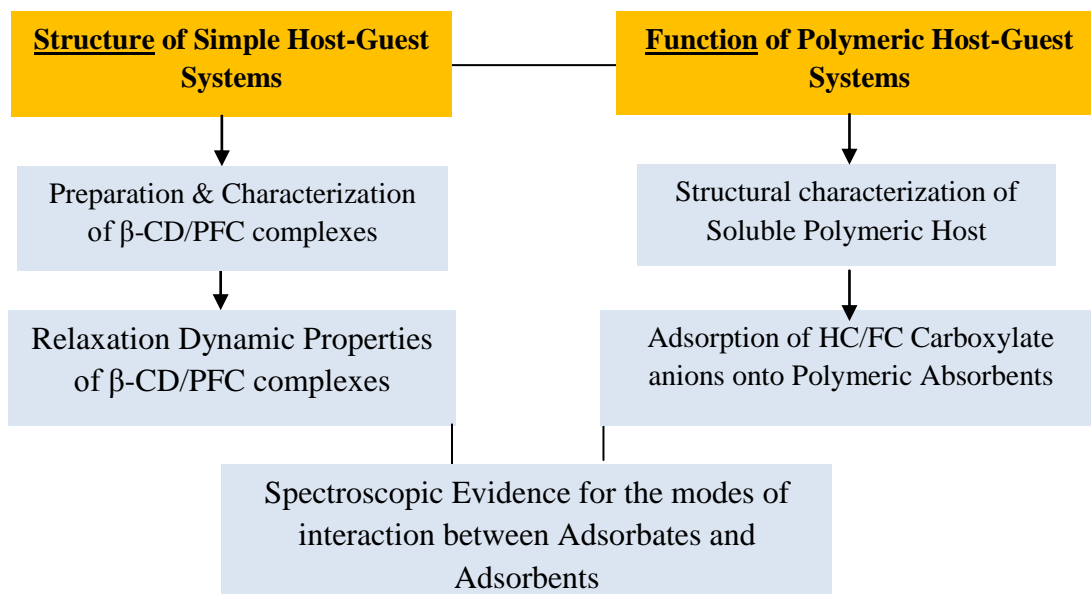 Structure of Simple Host-Guest
Systems
Function of Polymeric Host-Guest
Systems
Preparation & Characterization
of β-CD/PFC complexes
Structural characterization of
Soluble Polymeric Host
Relaxation Dynamic Properties
of β-CD/PFC complexes
Adsorption of HC/FC Carboxylate
anions onto Polymeric Absorbents
Spectroscopic Evidence for the modes of
interaction between Adsorbates and
Adsorbents